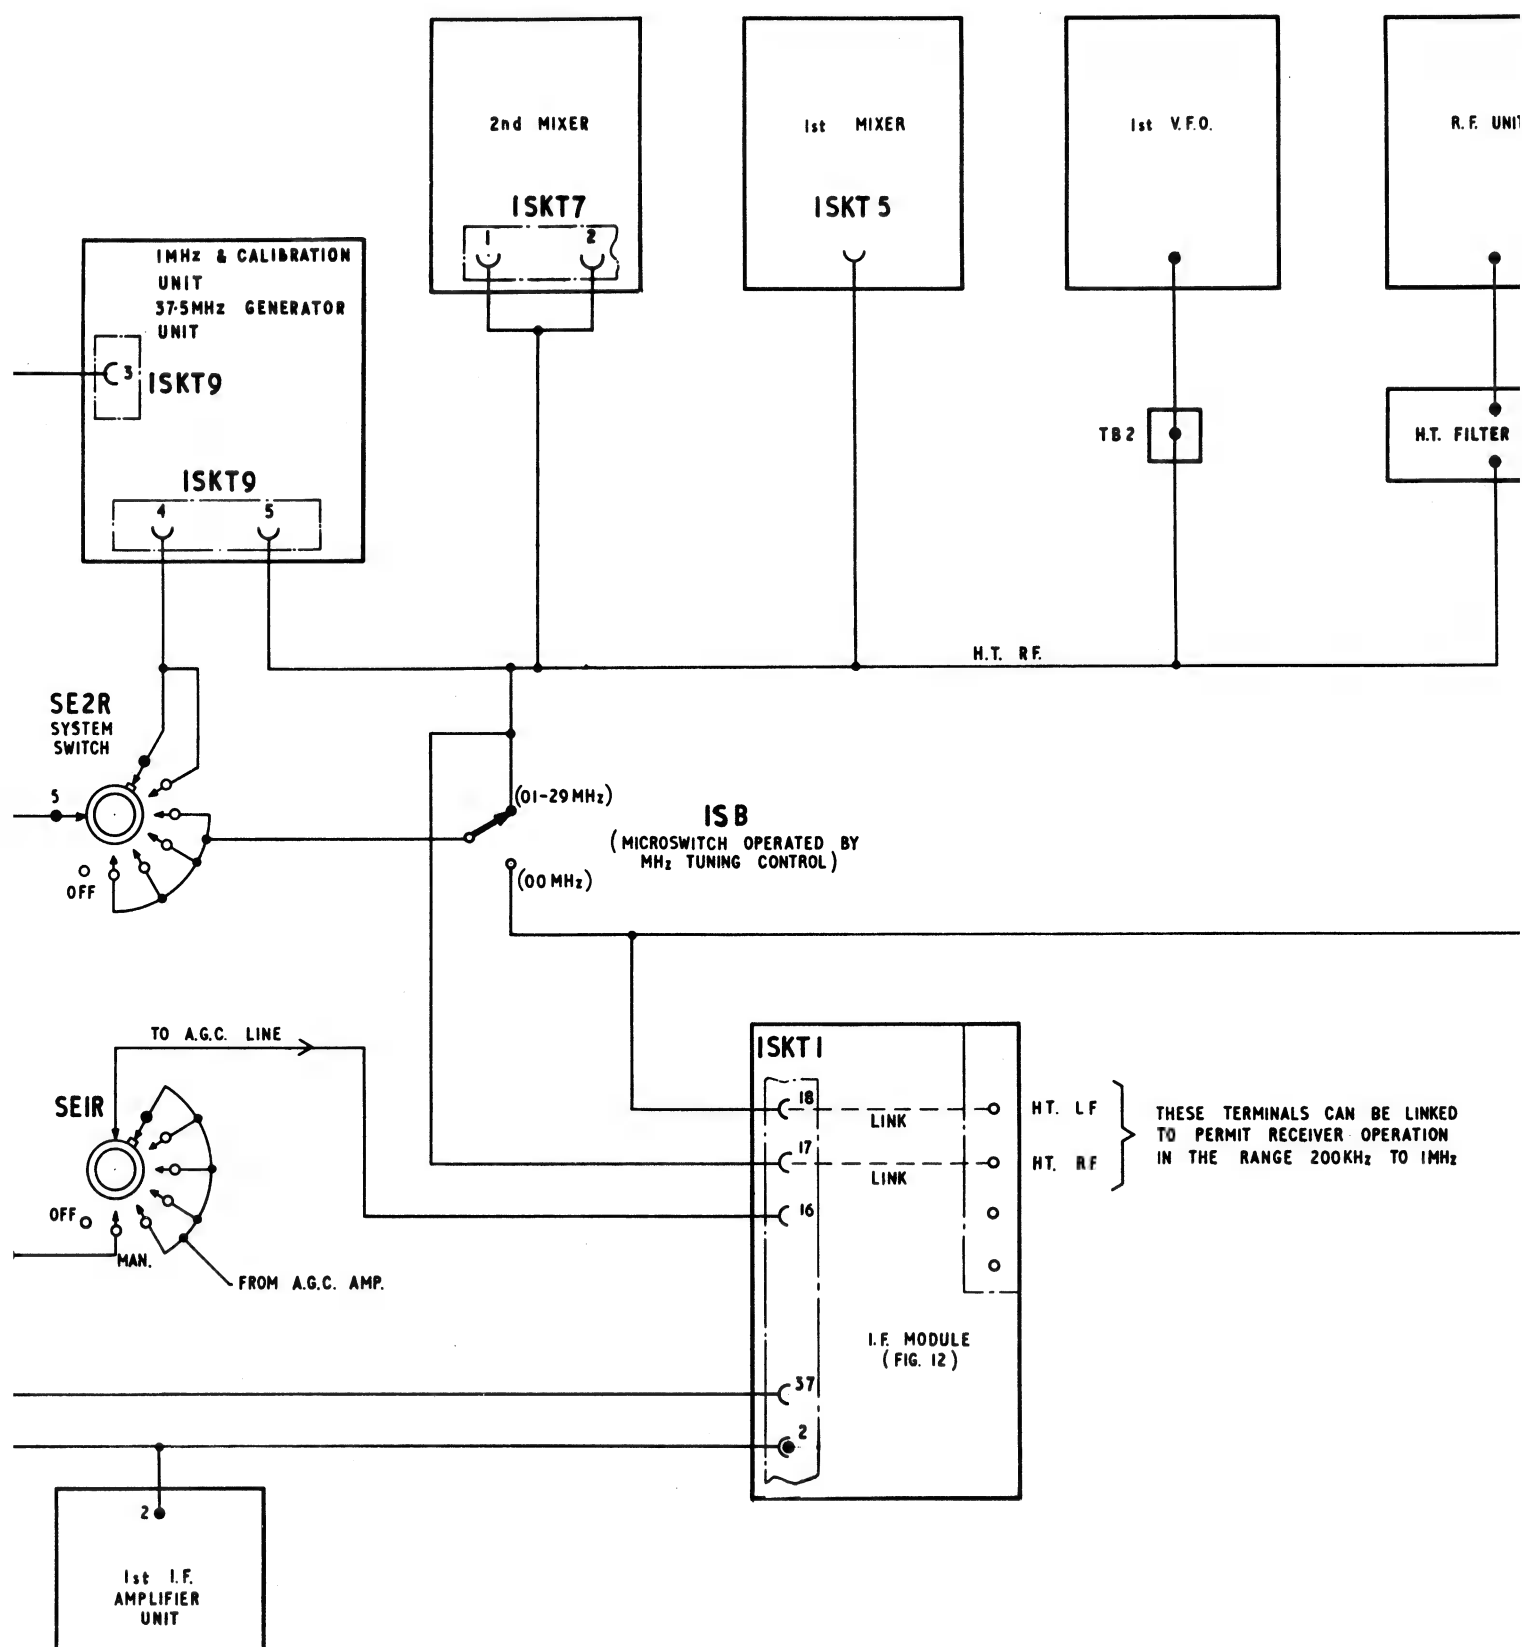 2nd MIXER
1SKT7
1 2
1st MIXER
1SKT5
1st V.F.O.
R.F. UNIT
1MHz & CALIBRATION
UNIT
37·5MHz GENERATOR
UNIT
3
1SKT9
1SKT9
4 5
TB2
H.T. FILTER
H.T. RF.
SE2R
SYSTEM
SWITCH
5
OFF
(01-29MHz)
1SB
(MICROSWITCH OPERATED BY
MHz TUNING CONTROL)
(00MHz)
TO A.G.C. LINE
SE1R
OFF
MAN.
FROM A.G.C. AMP.
1SKT1
18
LINK
HT. LF
17
LINK
HT. RF
16
THESE TERMINALS CAN BE LINKED
TO PERMIT RECEIVER OPERATION
IN THE RANGE 200KHz TO 1MHz
I.F. MODULE
(FIG. 12)
37
2
2
1st I.F.
AMPLIFIER
UNIT